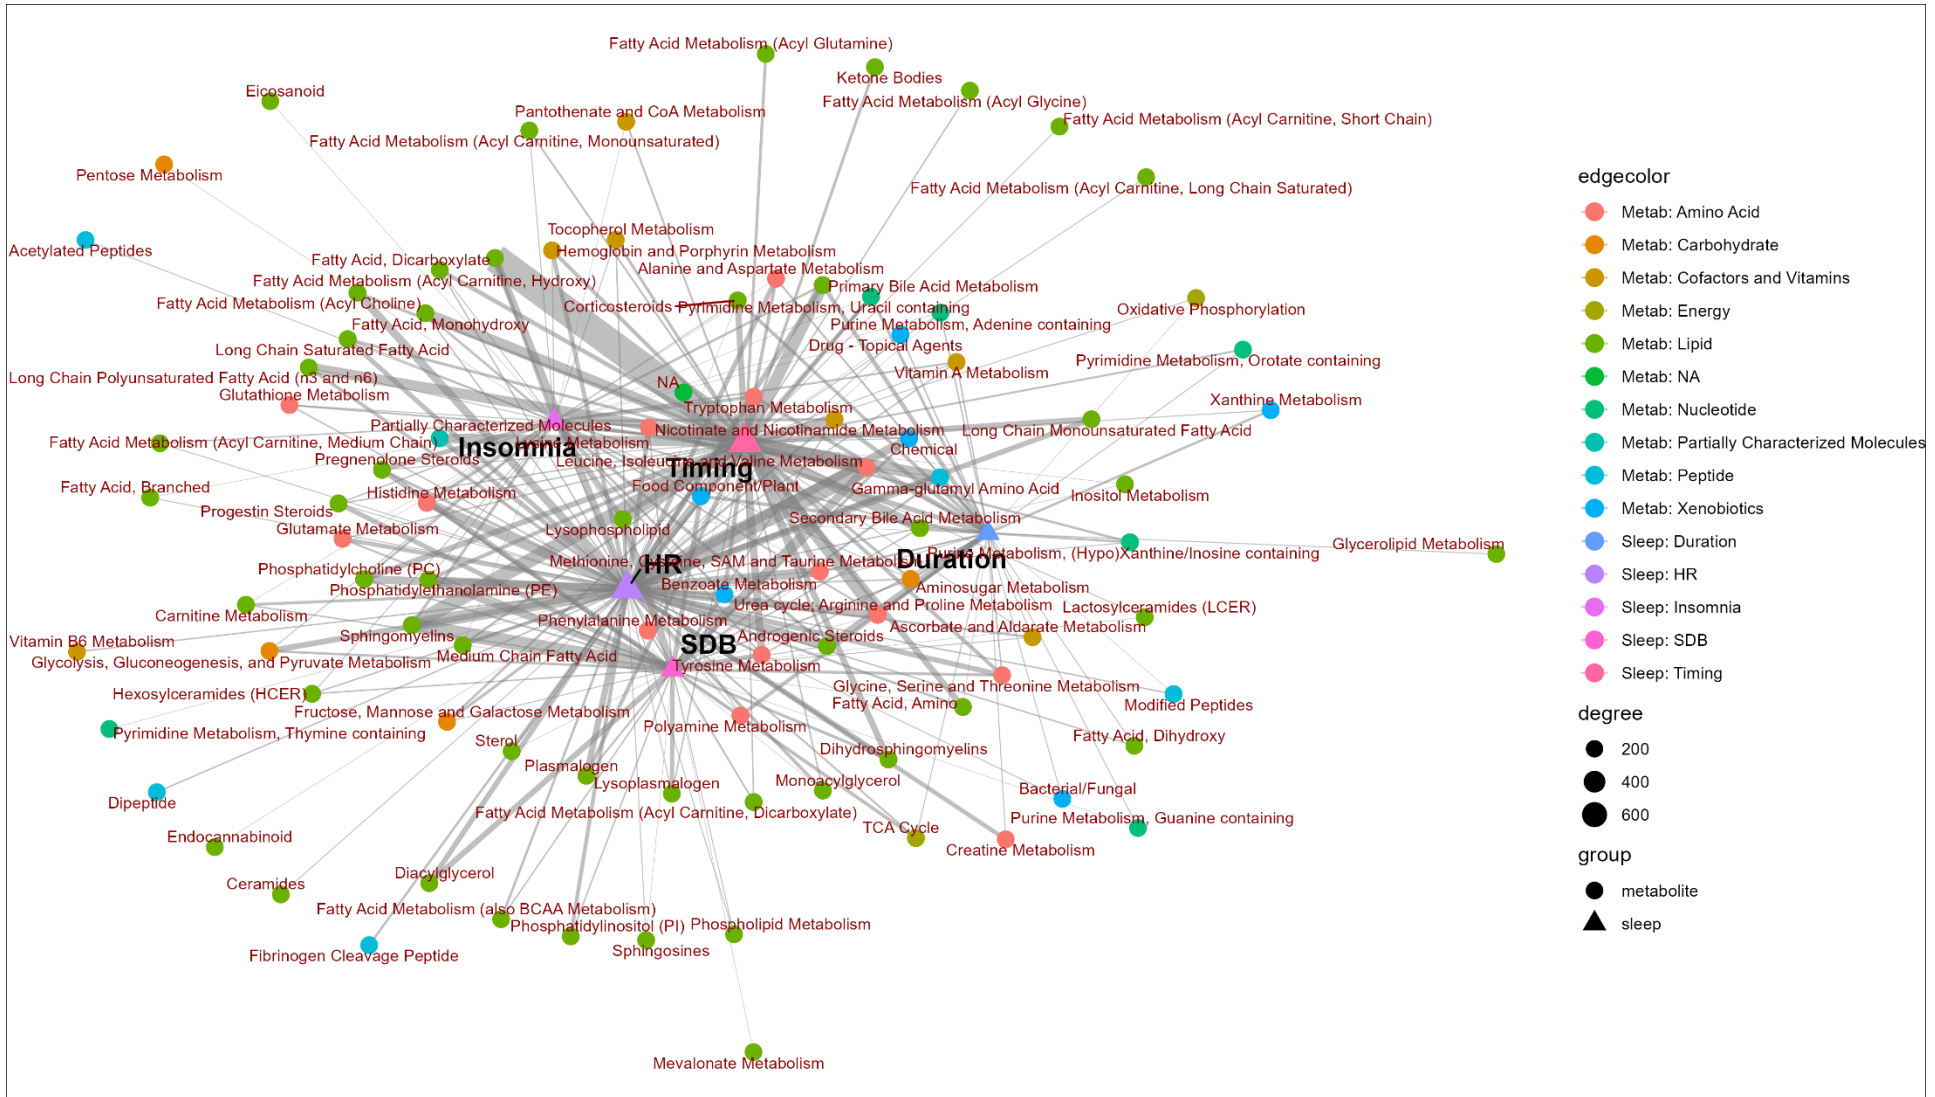 Fatty Acid Metabolism (Acyl Glutamine)
Ketone Bodies
Eicosanoid
Fatty Acid Metabolism (Acyl Glycine)
Pantothenate and CoA Metabolism
Fatty Acid Metabolism (Acyl Carnitine, Short Chain)
Fatty Acid Metabolism (Acyl Carnitine, Monounsaturated)
Pentose Metabolism
Fatty Acid Metabolism (Acyl Carnitine, Long Chain Saturated)
Tocopherol Metabolism
Acetylated Peptides
Hemoglobin and Porphyrin Metabolism
Fatty Acid, Dicarboxylate
Alanine and Aspartate Metabolism
Fatty Acid Metabolism (Acyl Carnitine, Hydroxy)
Primary Bile Acid Metabolism
Fatty Acid Metabolism (Acyl Choline)
Corticosteroids
Pyrimidine Metabolism, Uracil containing
Oxidative Phosphorylation
Fatty Acid, Monohydroxy
Purine Metabolism, Adenine containing
Drug - Topical Agents
Long Chain Saturated Fatty Acid
Pyrimidine Metabolism, Orotate containing
Vitamin A Metabolism
Long Chain Polyunsaturated Fatty Acid (n3 and n6)
NA
Glutathione Metabolism
Xanthine Metabolism
Tryptophan Metabolism
Partially Characterized Molecules
Nicotinate and Nicotinamide Metabolism
Long Chain Monounsaturated Fatty Acid
Fatty Acid Metabolism (Acyl Carnitine, Medium Chain)
Insomnia
Lysine Metabolism
Chemical
Pregnenolone Steroids
Leucine, Isoleucine and Valine Metabolism
Timing
Fatty Acid, Branched
Food Component/Plant
Gamma-glutamyl Amino Acid
Inositol Metabolism
Histidine Metabolism
Progestin Steroids
Secondary Bile Acid Metabolism
Glutamate Metabolism
Lysophospholipid
Glycerolipid Metabolism
Purine Metabolism, (Hypo)Xanthine/Inosine containing
Duration
Methionine, Cysteine, SAM and Taurine Metabolism
HR
Phosphatidylcholine (PC)
Benzoate Metabolism
Aminosugar Metabolism
Phosphatidylethanolamine (PE)
Urea cycle; Arginine and Proline Metabolism
Lactosylceramides (LCER)
Carnitine Metabolism
Phenylalanine Metabolism
Ascorbate and Aldarate Metabolism
Vitamin B6 Metabolism
Sphingomyelins
Androgenic Steroids
SDB
Glycolysis, Gluconeogenesis, and Pyruvate Metabolism
Medium Chain Fatty Acid
Tyrosine Metabolism
Glycine, Serine and Threonine Metabolism
Hexosylceramides (HCER)
Fatty Acid, Amino
Modified Peptides
Fructose, Mannose and Galactose Metabolism
Polyamine Metabolism
Pyrimidine Metabolism, Thymine containing
Fatty Acid, Dihydroxy
Sterol
Dihydrosphingomyelins
Plasmalogen
Lysoplasmalogen
Monoacylglycerol
Bacterial/Fungal
Dipeptide
Fatty Acid Metabolism (Acyl Carnitine, Dicarboxylate)
Purine Metabolism, Guanine containing
TCA Cycle
Endocannabinoid
Creatine Metabolism
Diacylglycerol
Ceramides
Fatty Acid Metabolism (also BCAA Metabolism)
Phosphatidylinositol (PI)
Phospholipid Metabolism
Sphingosines
Fibrinogen Cleavage Peptide
Mevalonate Metabolism
edgecolor
Metab: Amino Acid
Metab: Carbohydrate
Metab: Cofactors and Vitamins
Metab: Energy
Metab: Lipid
Metab: NA
Metab: Nucleotide
Metab: Partially Characterized Molecules
Metab: Peptide
Metab: Xenobiotics
Sleep: Duration
Sleep: HR
Sleep: Insomnia
Sleep: SDB
Sleep: Timing
degree
200
400
600
group
metabolite
sleep